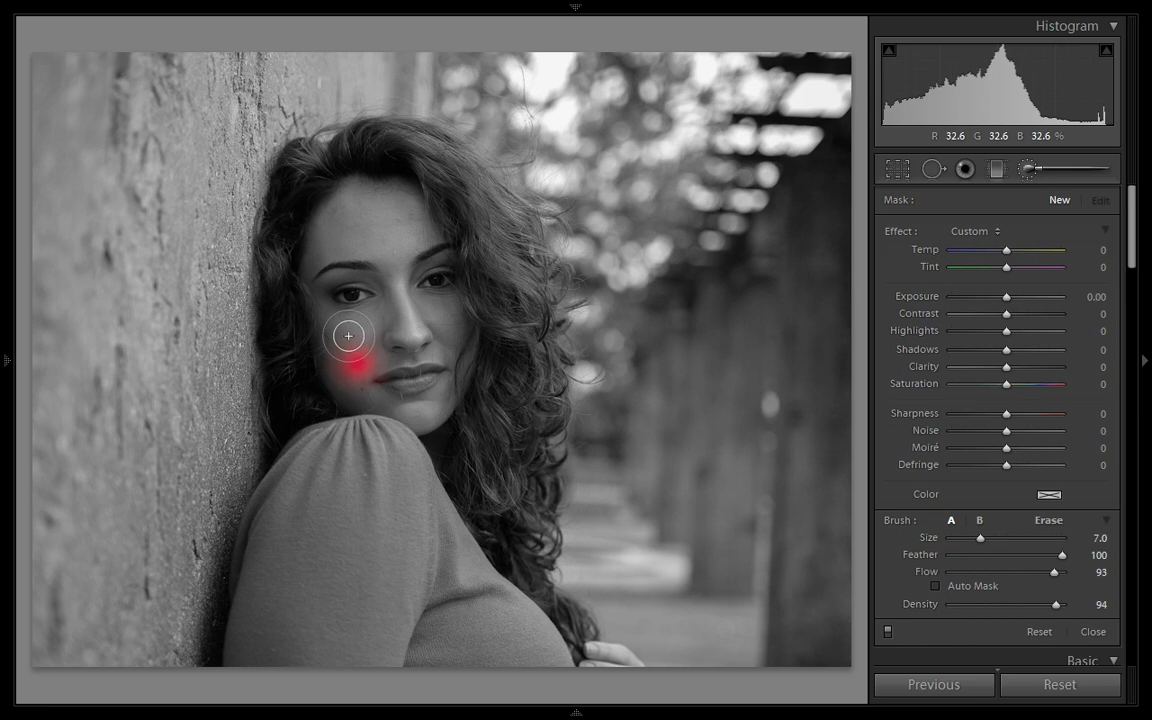 Histogram
R 32.6 G 32.6 B 32.6 %
Mask : New | Edit
Effect : Custom
Temp 0
Tint 0
Exposure 0.00
Contrast 0
Highlights 0
Shadows 0
Clarity 0
Saturation 0
Sharpness 0
Noise 0
Moiré 0
Defringe 0
Color
Brush : A | B Erase
Size 7.0
Feather 100
Flow 93
Auto Mask
Density 94
Reset | Close
Basic
Previous Reset